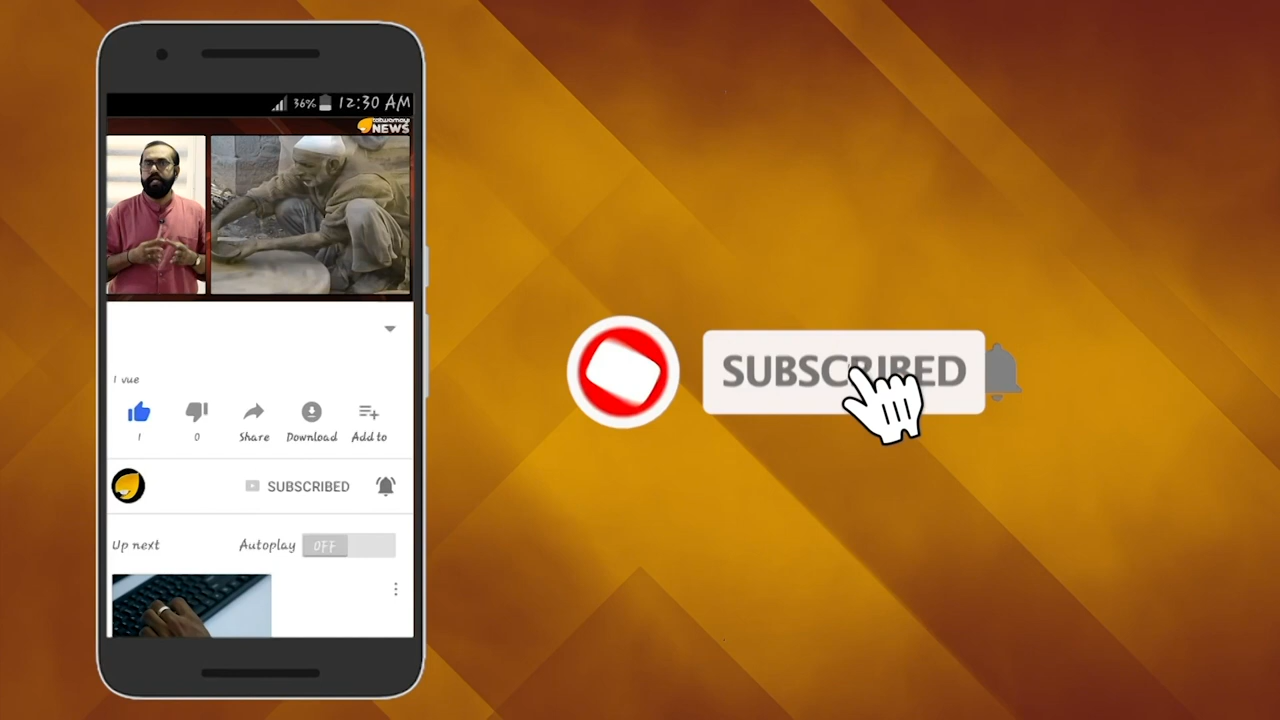 36% 12:30 AM
tatwamayi
NEWS
1 vue
1
0
Share
Download
Add to
SUBSCRIBED
Up next
Autoplay
OFF
SUBSCRIBED